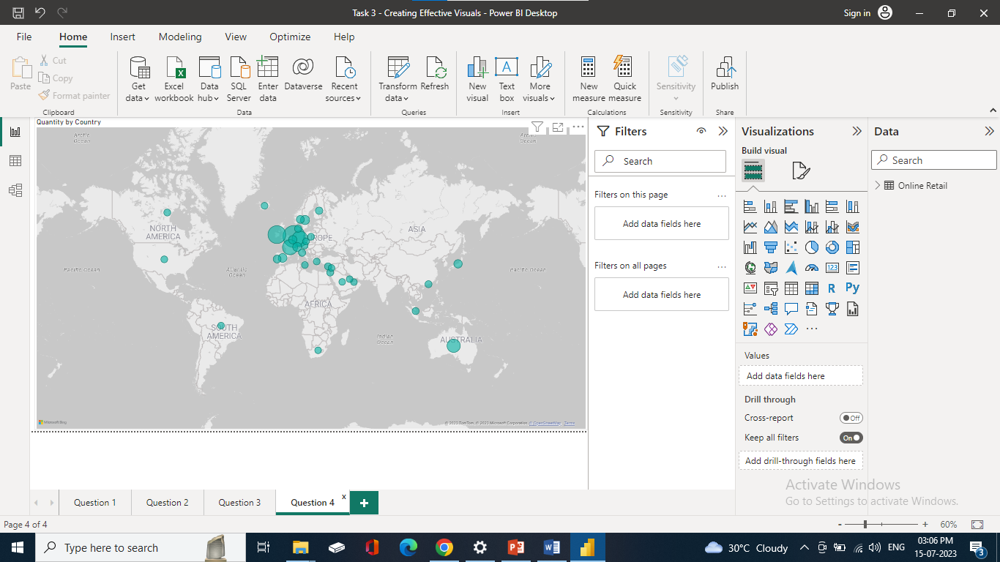 Task 3 - Creating Effective Visuals - Power BI Desktop
Sign in
File Home Insert Modeling View Optimize Help
Paste
Cut
Copy
Format painter
Clipboard
Get data
Excel workbook
Data hub
SQL Server
Enter data
Dataverse
Recent sources
Data
Transform data
Refresh
Queries
New visual
Text box
More visuals
Insert
New measure
Quick measure
Calculations
Sensitivity
Sensitivity
Publish
Share
Quantity by Country
Arctic
Ocean
Arctic
Ocean
NORTH
AMERICA
EUROPE
ASIA
Pacific Ocean
Atlantic
Ocean
Pacific Ocean
AFRICA
SOUTH
AMERICA
Indian
Ocean
AUSTRALIA
Microsoft Bing
© 2023 TomTom, © 2023 Microsoft Corporation, © OpenStreetMap Terms
Filters
Search
Filters on this page ...
Add data fields here
Filters on all pages ...
Add data fields here
Visualizations
Build visual
123
R Py
...
Values
Add data fields here
Drill through
Cross-report Off
Keep all filters On
Add drill-through fields here
Data
Search
Online Retail
Activate Windows
Go to Settings to activate Windows.
Question 1 Question 2 Question 3 Question 4 x +
Page 4 of 4
- + 60%
Type here to search
30°C Cloudy
ENG
03:06 PM
15-07-2023
3